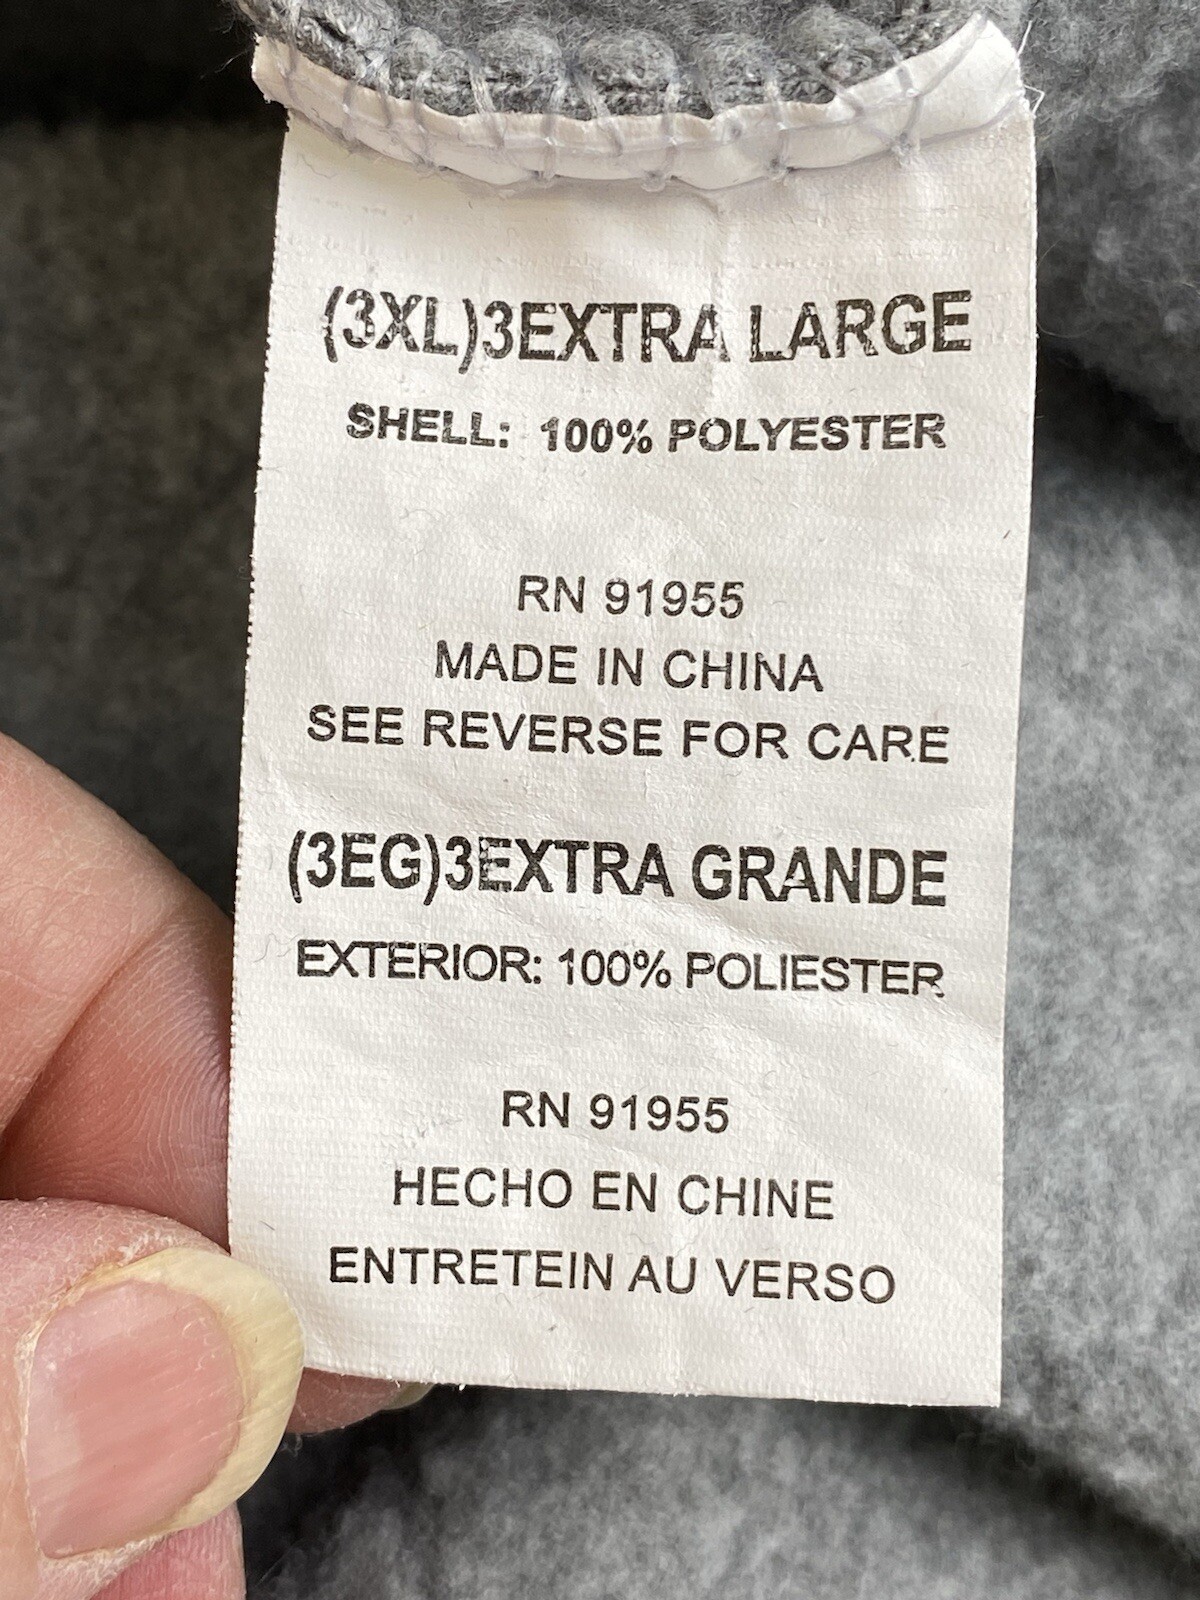 (3XL)3EXTRA LARGE
SHELL: 100% POLYESTER
RN 91955
MADE IN CHINA
SEE REVERSE FOR CARE
(3EG)3EXTRA GRANDE
EXTERIOR: 100% POLIESTER
RN 91955
HECHO EN CHINE
ENTRETEIN AU VERSO